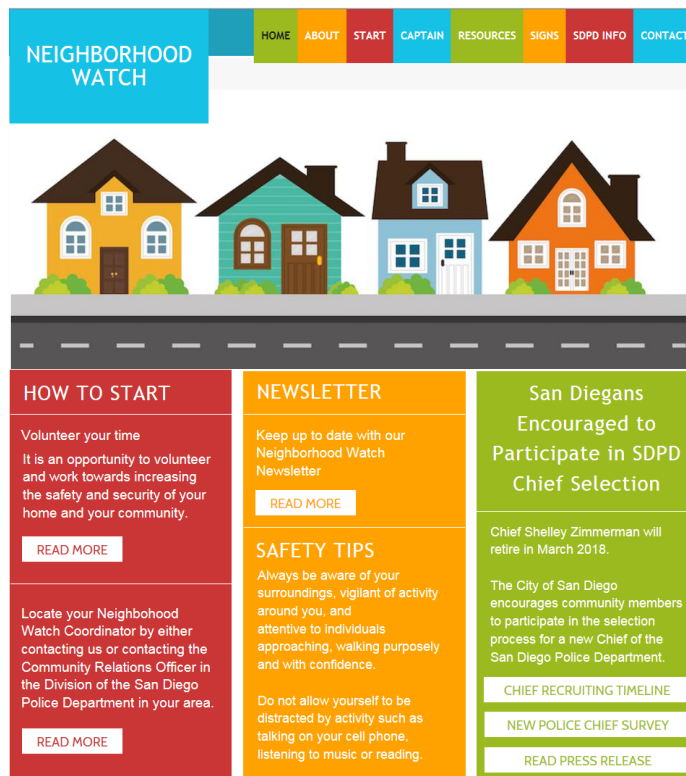 NEIGHBORHOOD
WATCH
HOME ABOUT START CAPTAIN RESOURCES SIGNS SDPD INFO CONTACT
HOW TO START
Volunteer your time
It is an opportunity to volunteer
and work towards increasing
the safety and security of your
home and your community.
READ MORE
Locate your Neighbohood
Watch Coordinator by either
contacting us or contacting the
Community Relations Officer in
the Division of the San Diego
Police Department in your area.
READ MORE
NEWSLETTER
Keep up to date with our
Neighborhood Watch
Newsletter
READ MORE
SAFETY TIPS
Always be aware of your
surroundings, vigilant of activity
around you, and
attentive to individuals
approaching, walking purposely
and with confidence.
Do not allow yourself to be
distracted by activity such as
talking on your cell phone,
listening to music or reading.
San Diegans
Encouraged to
Participate in SDPD
Chief Selection
Chief Shelley Zimmerman will
retire in March 2018.
The City of San Diego
encourages community members
to participate in the selection
process for a new Chief of the
San Diego Police Department.
CHIEF RECRUITING TIMELINE
NEW POLICE CHIEF SURVEY
READ PRESS RELEASE